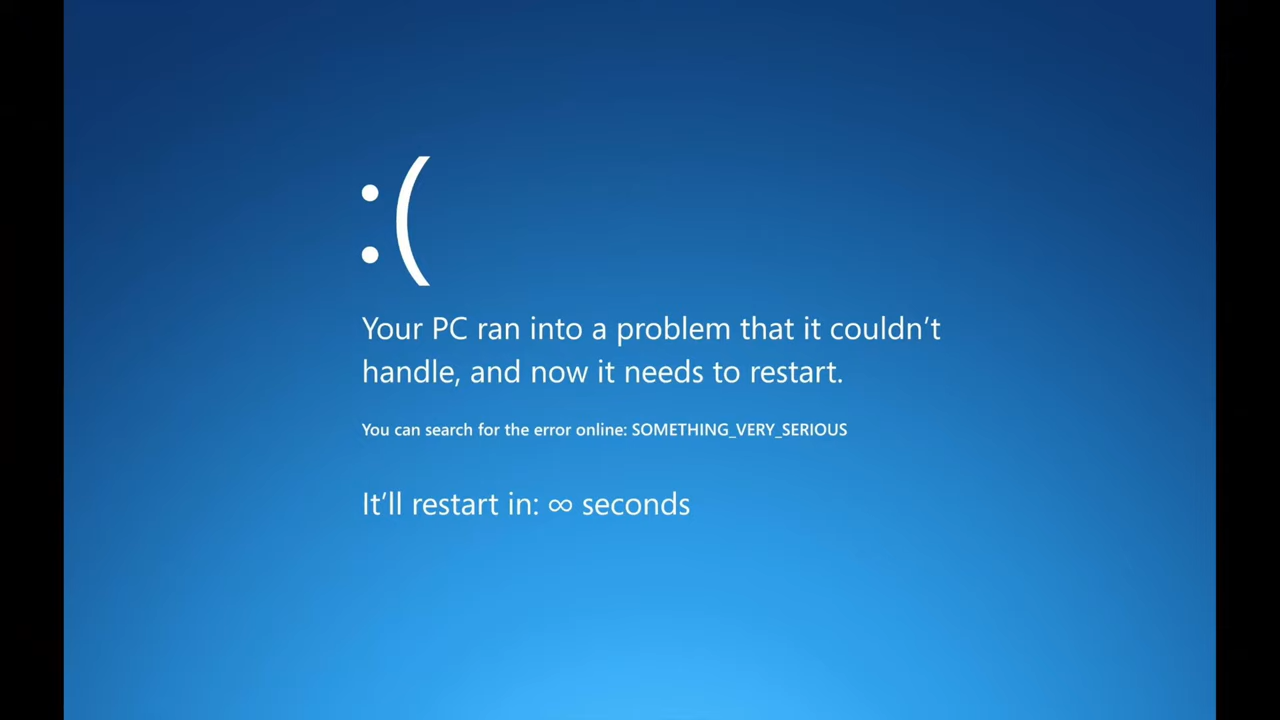 :(
Your PC ran into a problem that it couldn't
handle, and now it needs to restart.
You can search for the error online: SOMETHING_VERY_SERIOUS
It'll restart in: ∞ seconds